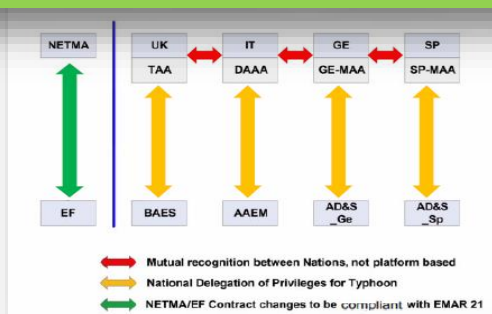 NETMA
UK
IT
GE
SP
TAA
DAAA
GE-MAA
SP-MAA
EF
BAES
AAEM
AD&S
_Ge
AD&S
_Sp
Mutual recognition between Nations, not platform based
National Delegation of Privileges for Typhoon
NETMA/EF Contract changes to be compliant with EMAR 21